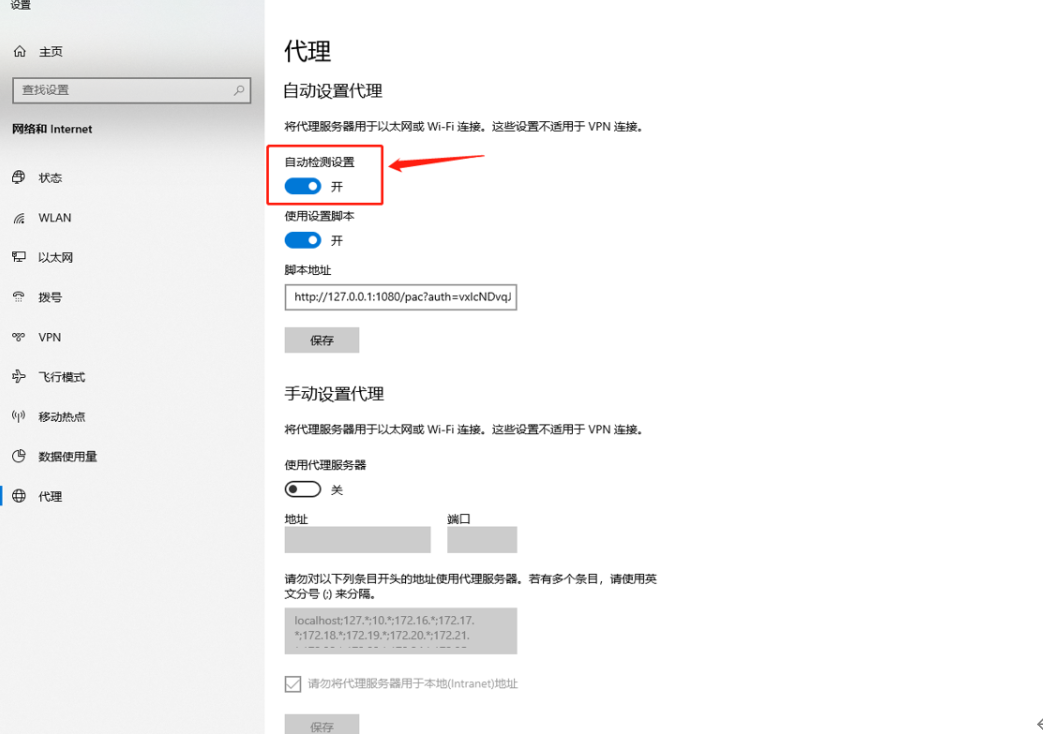 设置
主页
查找设置
网络和 Internet
状态
WLAN
以太网
拨号
VPN
飞行模式
移动热点
数据使用量
代理
代理
自动设置代理
将代理服务器用于以太网或 Wi-Fi 连接。这些设置不适用于 VPN 连接。
自动检测设置
开
使用设置脚本
开
脚本地址
http://127.0.0.1:1080/pac?auth=vxIcNDvqJ
保存
手动设置代理
将代理服务器用于以太网或 Wi-Fi 连接。这些设置不适用于 VPN 连接。
使用代理服务器
关
地址 端口
请勿对以下列条目开头的地址使用代理服务器。若有多个条目，请使用英
文分号 (;) 来分隔。
localhost;127.*;10.*;172.16.*;172.17.
*;172.18.*;172.19.*;172.20.*;172.21.
请勿将代理服务器用于本地(Intranet)地址
保存